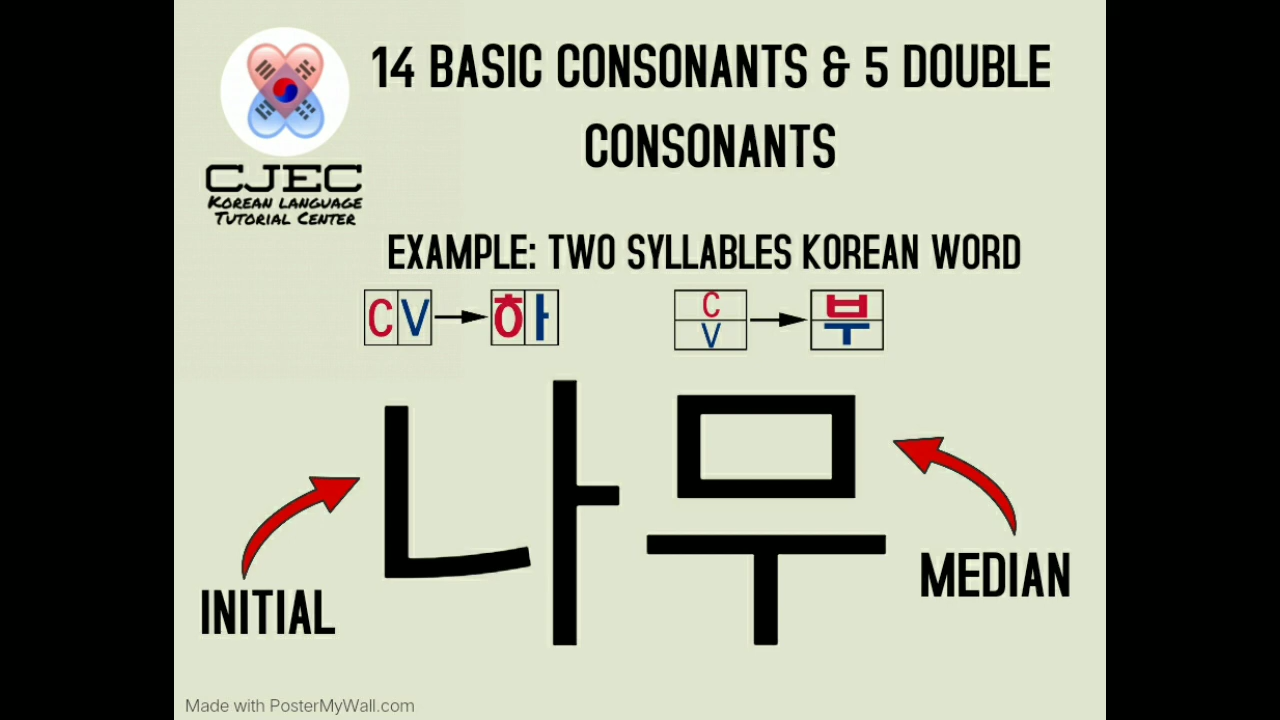 14 BASIC CONSONANTS & 5 DOUBLE
CONSONANTS
CJEC
KOREAN LANGUAGE
TUTORIAL CENTER
EXAMPLE: TWO SYLLABLES KOREAN WORD
C V 하
C
V
부
나무
INITIAL
MEDIAN
Made with PosterMyWall.com